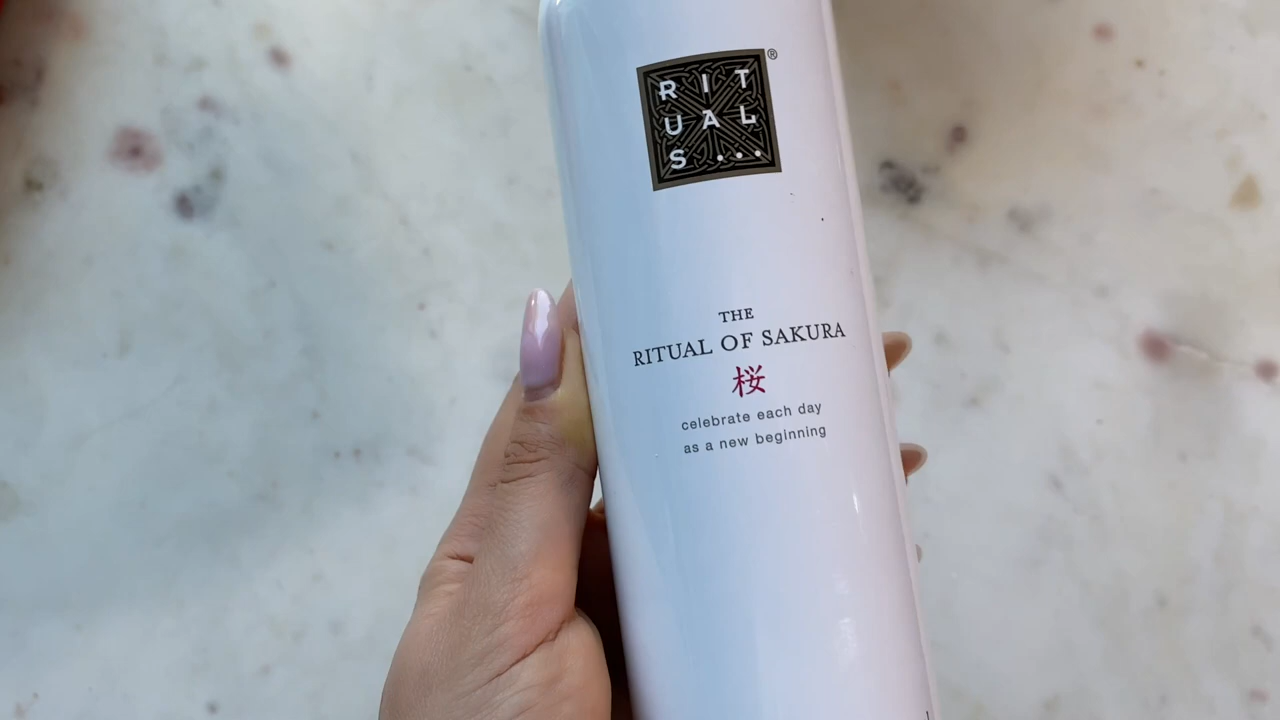 RIT
UAL
S...
®
THE
RITUAL OF SAKURA
桜
celebrate each day
as a new beginning